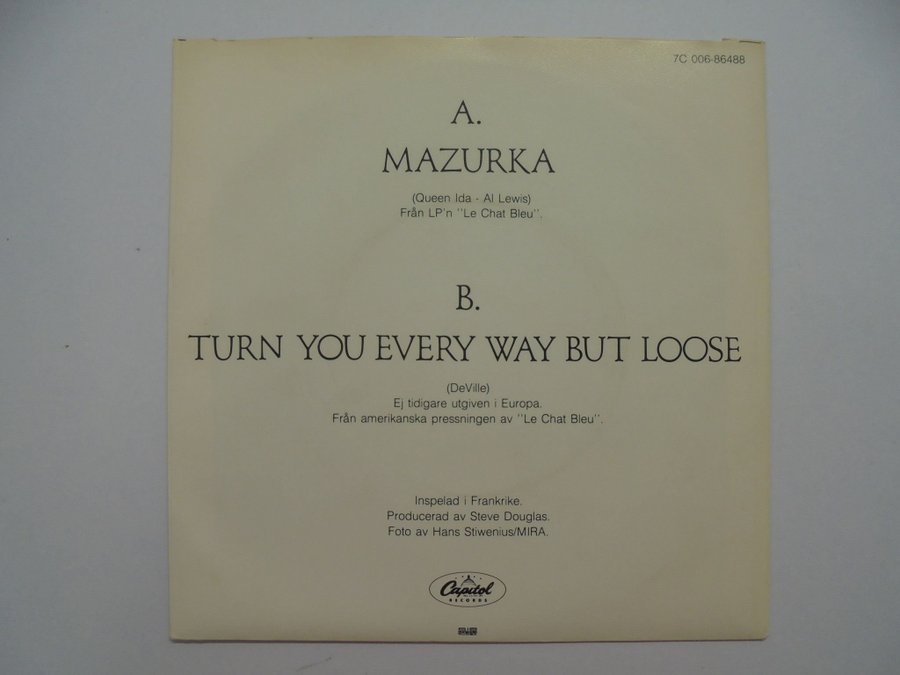 7C 006-86488
A.
MAZURKA
(Queen Ida - Al Lewis)
Från LP'n ''Le Chat Bleu''.
B.
TURN YOU EVERY WAY BUT LOOSE
(DeVille)
Ej tidigare utgiven i Europa.
Från amerikanska pressningen av ''Le Chat Bleu''.
Inspelad i Frankrike.
Producerad av Steve Douglas.
Foto av Hans Stiwenius/MIRA.
Capitol
RECORDS